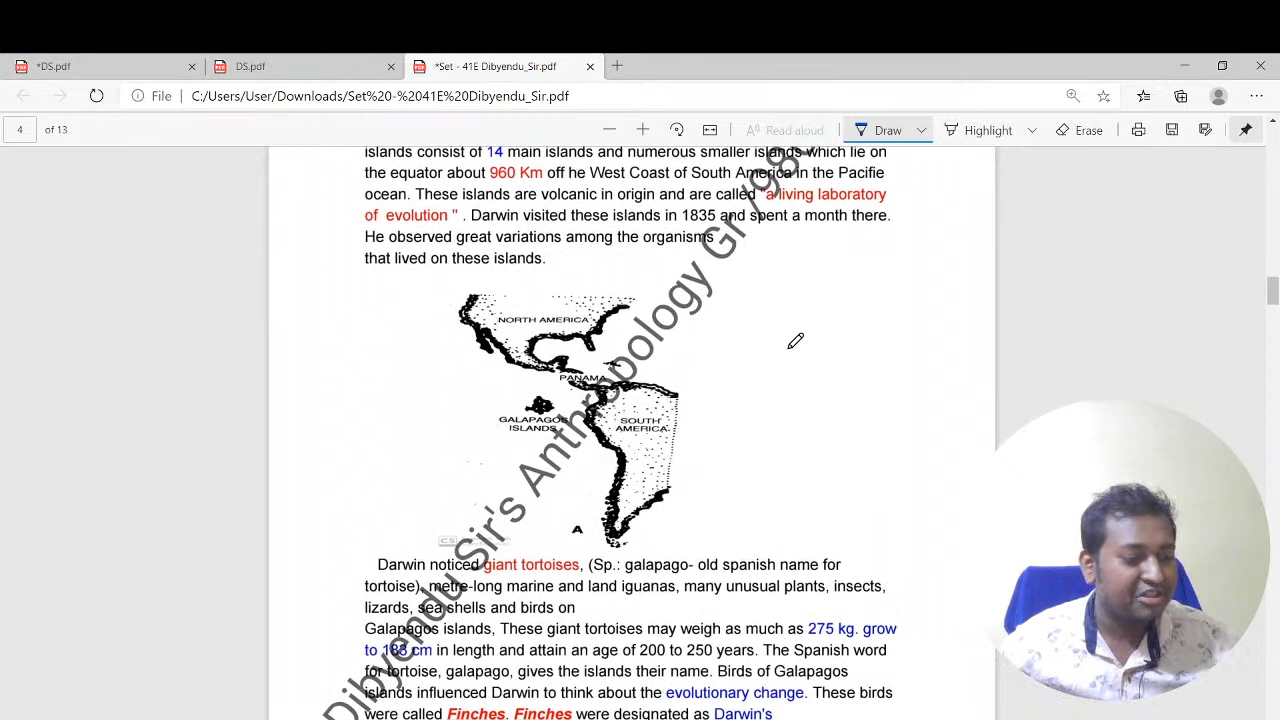 *DS.pdf
DS.pdf
*Set - 41E Dibyendu_Sir.pdf
File
C:/Users/User/Downloads/Set%20-%2041E%20Dibyendu_Sir.pdf
4 of 13
Read aloud
Draw
Highlight
Erase
islands consist of 14 main islands and numerous smaller islands which lie on
the equator about 960 Km off he West Coast of South America in the Pacific
ocean. These islands are volcanic in origin and are called "a living laboratory
of evolution " . Darwin visited these islands in 1835 and spent a month there.
He observed great variations among the organisms
that lived on these islands.
NORTH AMERICA
PANAMA
GALAPAGOS
ISLANDS
SOUTH
AMERICA
A
CS
Darwin noticed giant tortoises, (Sp.: galapago- old spanish name for
tortoise), metre-long marine and land iguanas, many unusual plants, insects,
lizards, sea shells and birds on
Galapagos islands, These giant tortoises may weigh as much as 275 kg. grow
to 183 cm in length and attain an age of 200 to 250 years. The Spanish word
for tortoise, galapago, gives the islands their name. Birds of Galapagos
islands influenced Darwin to think about the evolutionary change. These birds
were called Finches. Finches were designated as Darwin's
Dibyendu Sir's Anthropology Gr /98